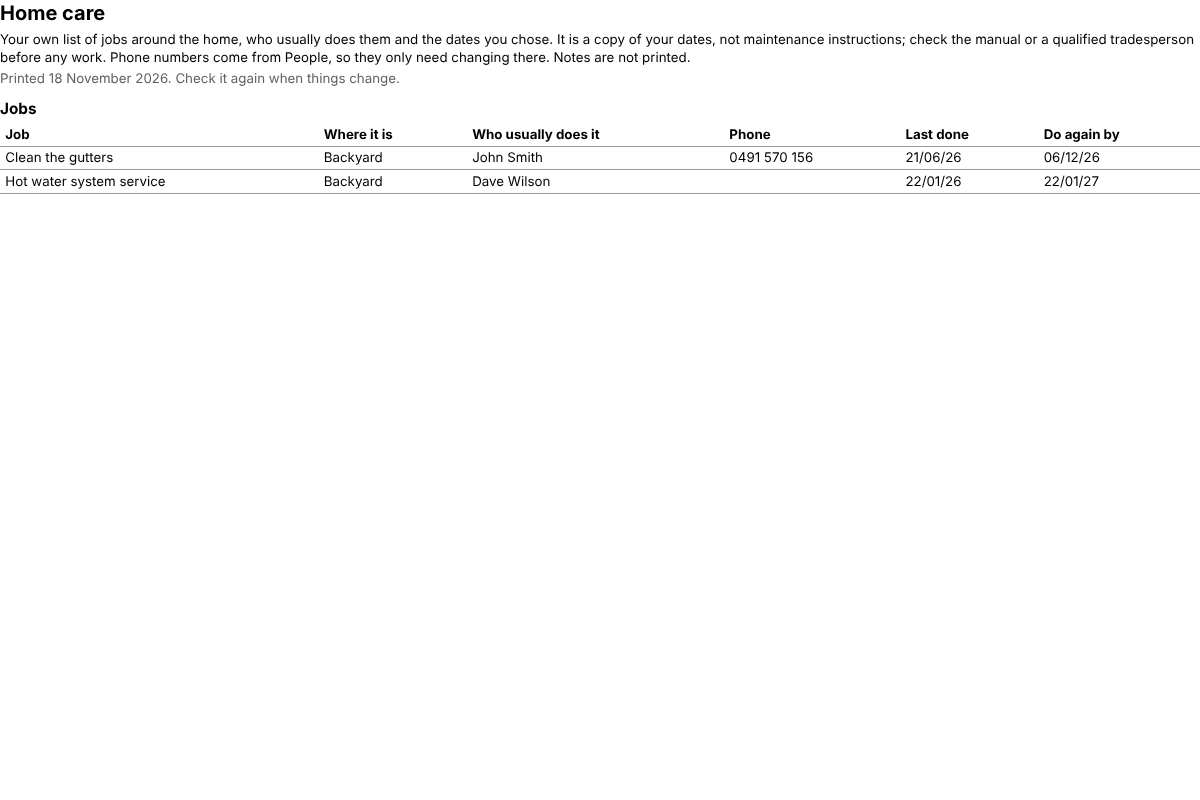 Home care
Your own list of jobs around the home, who usually does them and the dates you chose. It is a copy of your dates, not maintenance instructions; check the manual or a qualified tradesperson
before any work. Phone numbers come from People, so they only need changing there. Notes are not printed.
Printed 18 November 2026. Check it again when things change.
Jobs
Job Where it is Who usually does it Phone Last done Do again by
Clean the gutters Backyard John Smith 0491 570 156 21/06/26 06/12/26
Hot water system service Backyard Dave Wilson 22/01/26 22/01/27